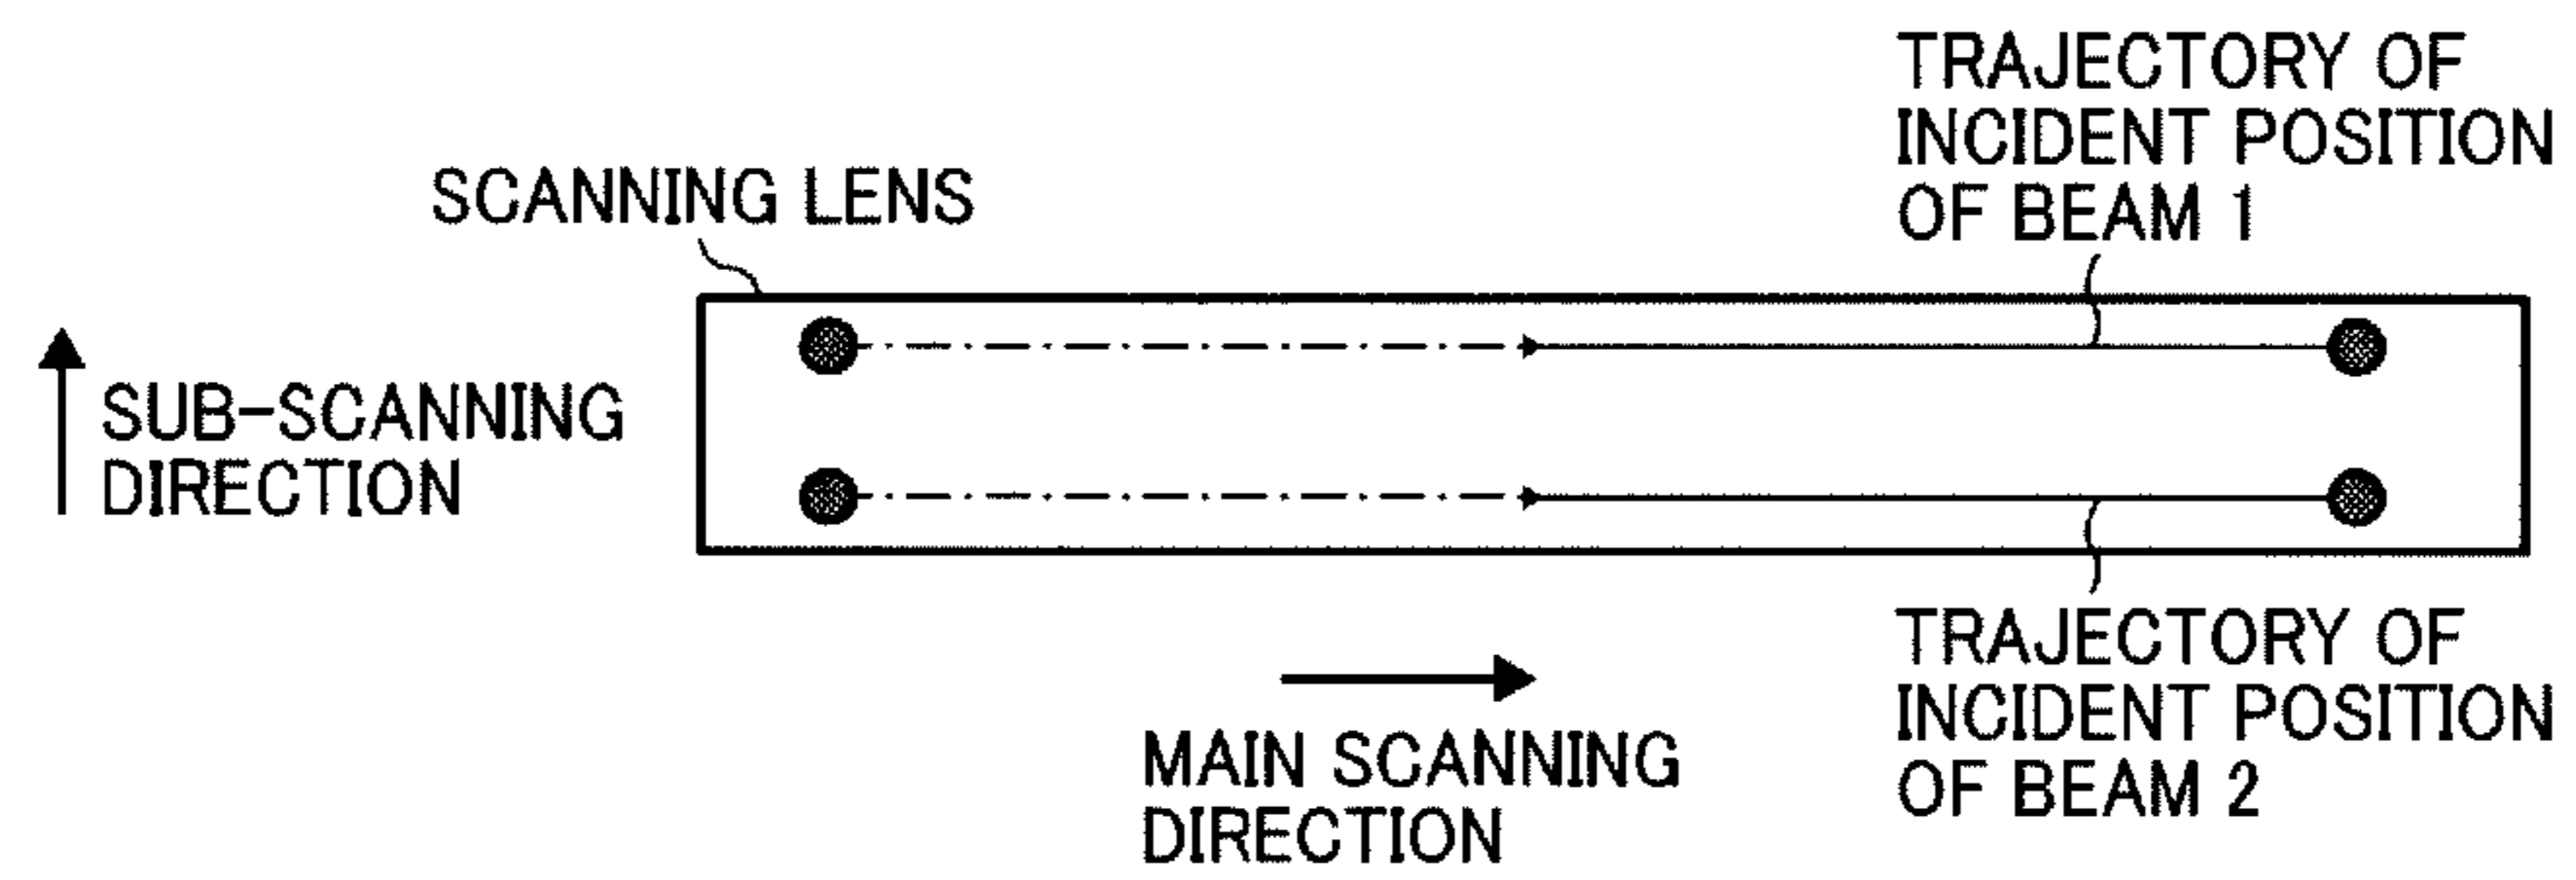 TRAJECTORY OF
INCIDENT POSITION
OF BEAM 1
SCANNING LENS
SUB-SCANNING
DIRECTION
MAIN SCANNING
DIRECTION
TRAJECTORY OF
INCIDENT POSITION
OF BEAM 2